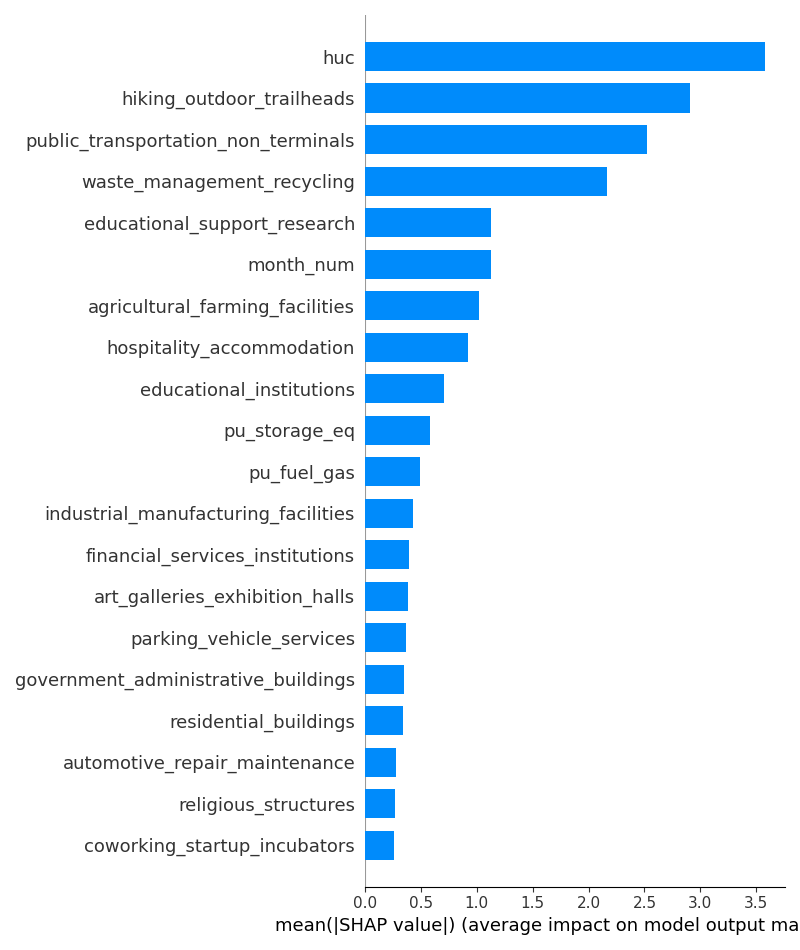 huc
hiking_outdoor_trailheads
public_transportation_non_terminals
waste_management_recycling
educational_support_research
month_num
agricultural_farming_facilities
hospitality_accommodation
educational_institutions
pu_storage_eq
pu_fuel_gas
industrial_manufacturing_facilities
financial_services_institutions
art_galleries_exhibition_halls
parking_vehicle_services
government_administrative_buildings
residential_buildings
automotive_repair_maintenance
religious_structures
coworking_startup_incubators
0.0 0.5 1.0 1.5 2.0 2.5 3.0 3.5
mean(|SHAP value|) (average impact on model output ma